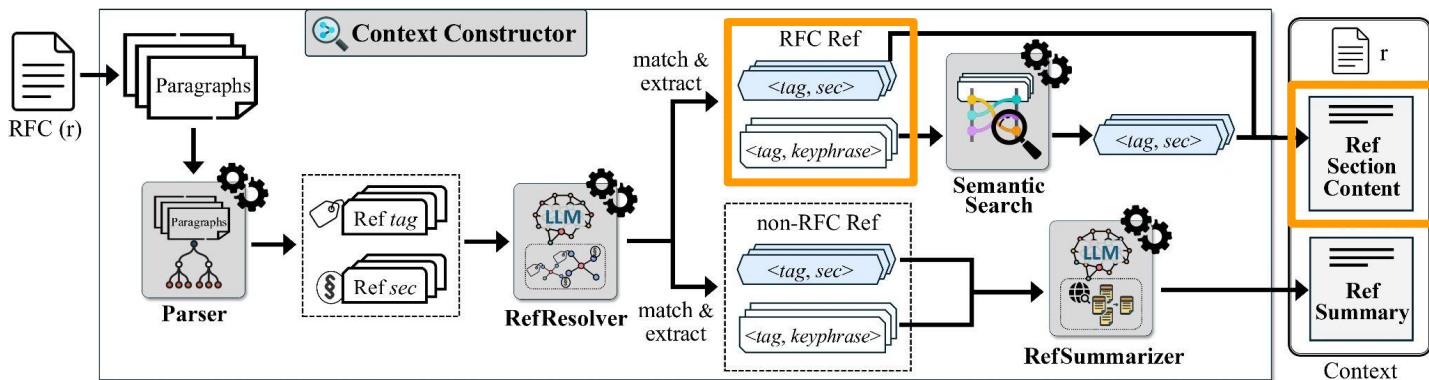 Context Constructor
RFC (r)
Paragraphs
Paragraphs
Parser
Ref tag
§
Ref sec
LLM
§
§
RefResolver
match &
extract
match &
extract
RFC Ref
<tag, sec>
<tag, keyphrase>
Semantic
Search
<tag, sec>
non-RFC Ref
<tag, sec>
<tag, keyphrase>
LLM
RefSummarizer
r
Ref
Section
Content
Ref
Summary
Context